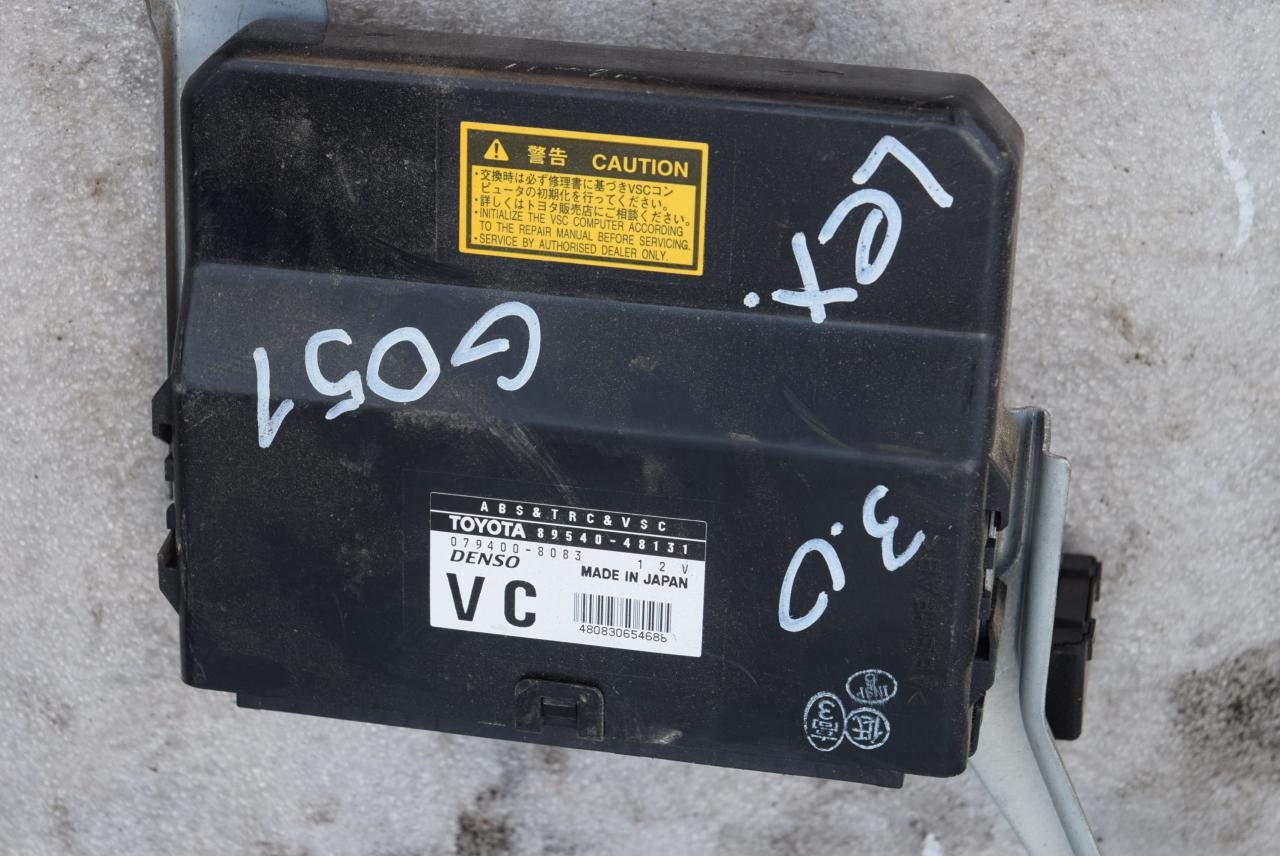 警告 CAUTION
・交換時は必ず修理書に基づきVSCコン
ピュータの初期化を行ってください。
・詳しくはトヨタ販売店にご相談ください。
・INITIALIZE THE VSC COMPUTER ACCORDING
TO THE REPAIR MANUAL BEFORE SERVICING.
・SERVICE BY AUTHORISED DEALER ONLY.
Lex.
G051
3.0
ABS&TRC&VSC
TOYOTA 89540-48131
079400-8083 12V
DENSO MADE IN JAPAN
VC
480830654686
INSP
高3
低